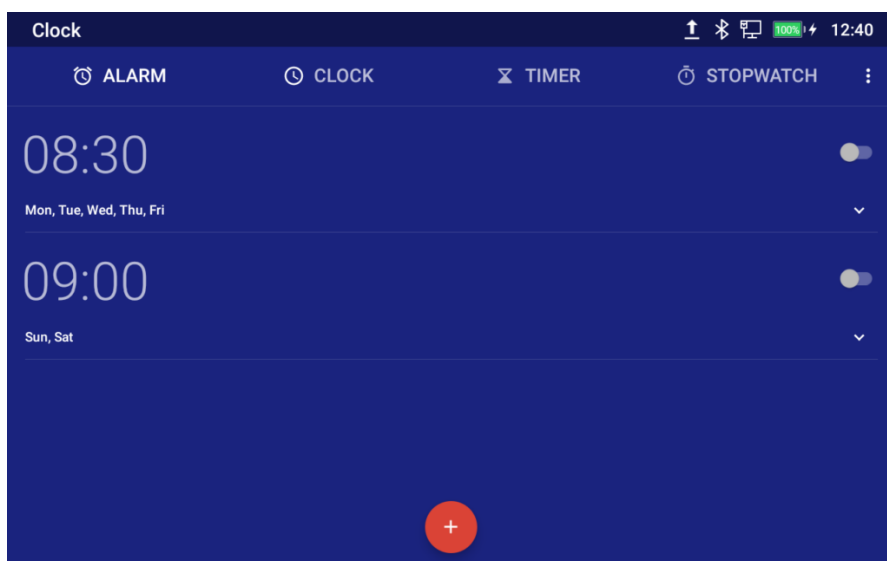 Clock 100% 12:40
ALARM CLOCK TIMER STOPWATCH
08:30
Mon, Tue, Wed, Thu, Fri
09:00
Sun, Sat
+